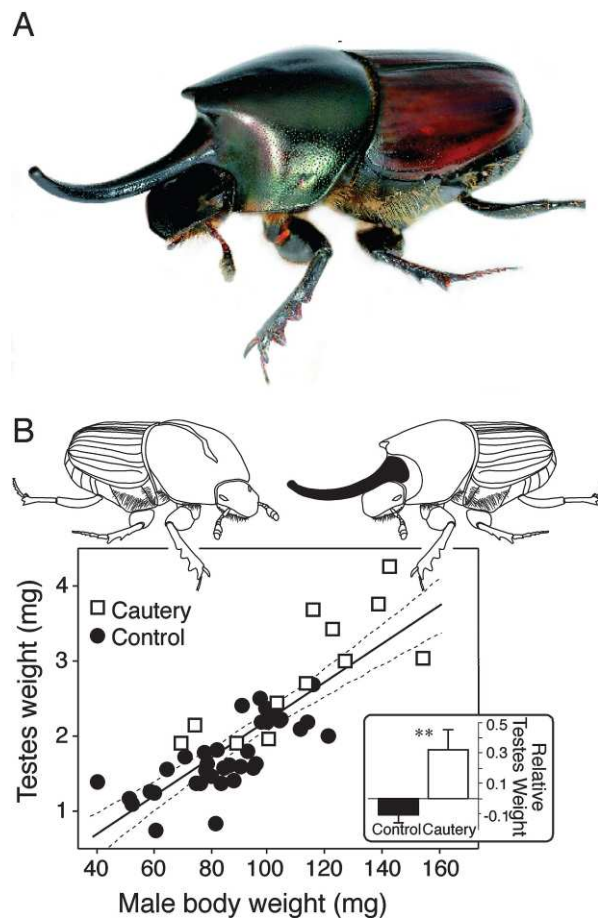 A
B
Testes weight (mg)
4
3
2
1
Cautery
Control
40 60 80 100 120 140 160
Male body weight (mg)
**
0.5
0.3
0.1
-0.1
Control Cautery
Relative
Testes Weight